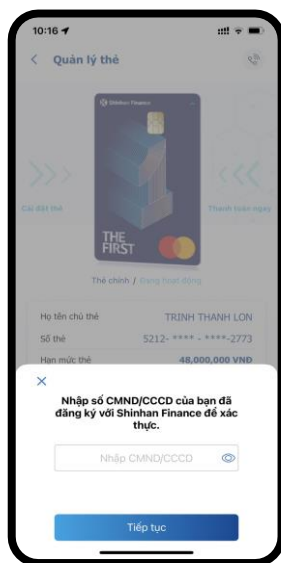 10:16
Quản lý thẻ
Shinhan Finance
Cài đặt thẻ
Thanh toán ngay
THE
FIRST
Thẻ chính / Đang hoạt động
Họ tên chủ thẻ TRINH THANH LON
Số thẻ 5212- **** - ****-2773
Hạn mức thẻ 48,000,000 VND
Nhập số CMND/CCCD của bạn đã
đăng ký với Shinhan Finance để xác
thực.
Nhập CMND/CCCD
Tiếp tục